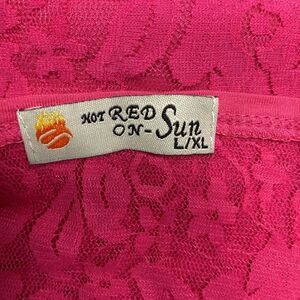 HOT RED
ON- Sun
L/XL